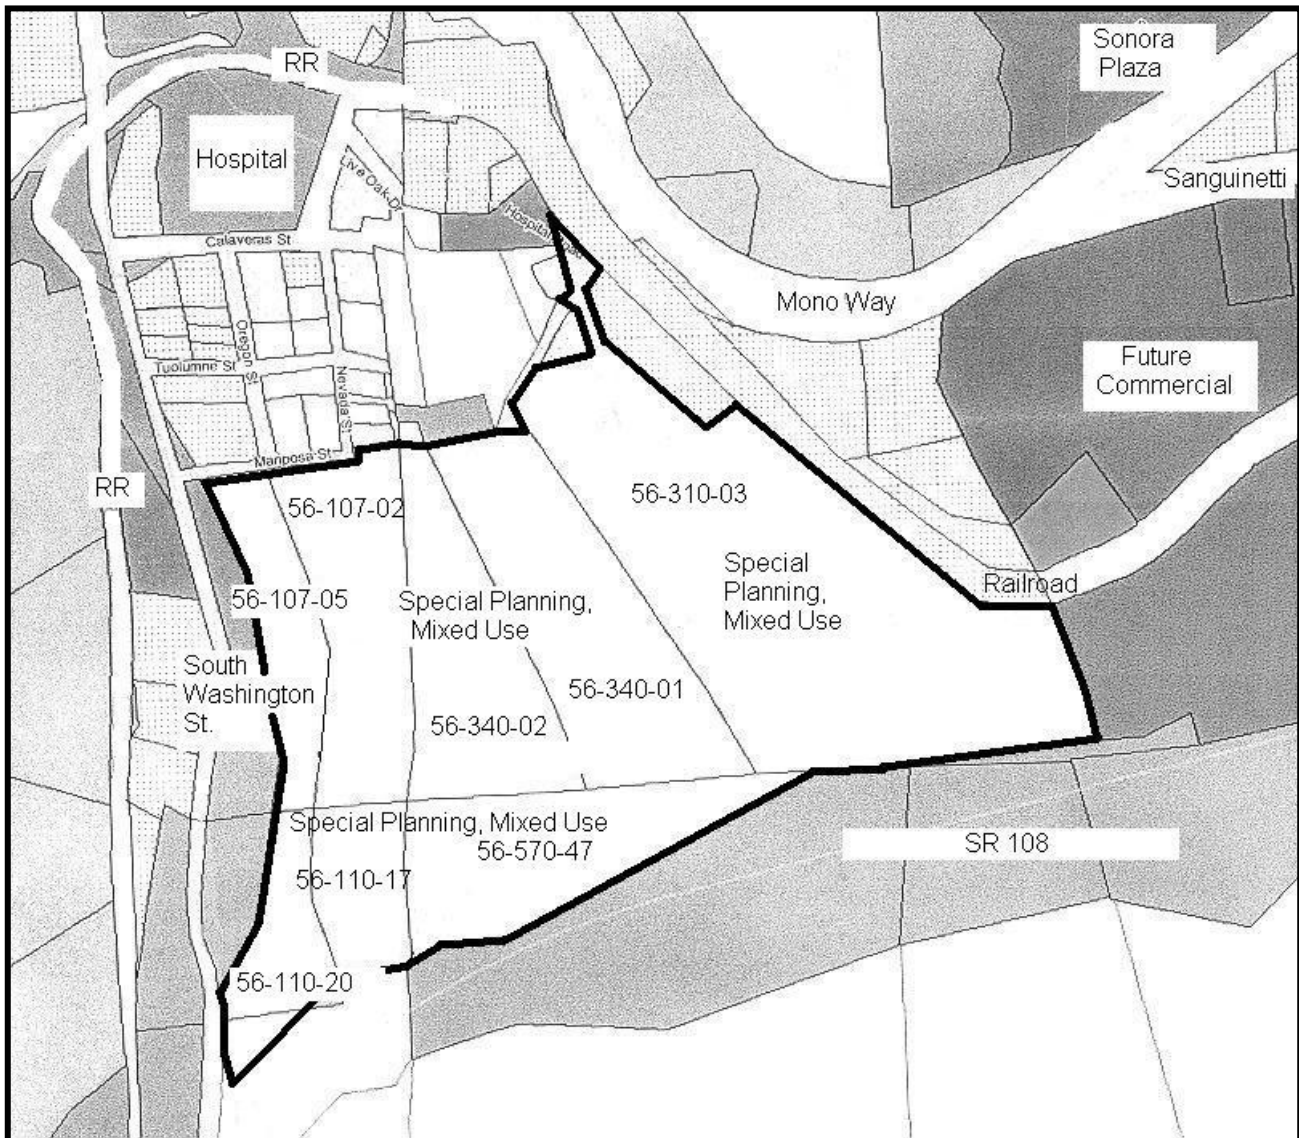 Sonora
Plaza
RR
Hospital
Live Oak Dr
Sanguinetti
Hospital
Calaveras St
Mono Way
Oregon St
Tuolumne St
Nevada St
Future
Commercial
Mariposa St
RR
56-107-02
56-310-03
Special
Planning,
Mixed Use
Railroad
56-107-05
Special Planning,
Mixed Use
South
Washington
St.
56-340-01
56-340-02
Special Planning, Mixed Use
56-570-47
SR 108
56-110-17
56-110-20